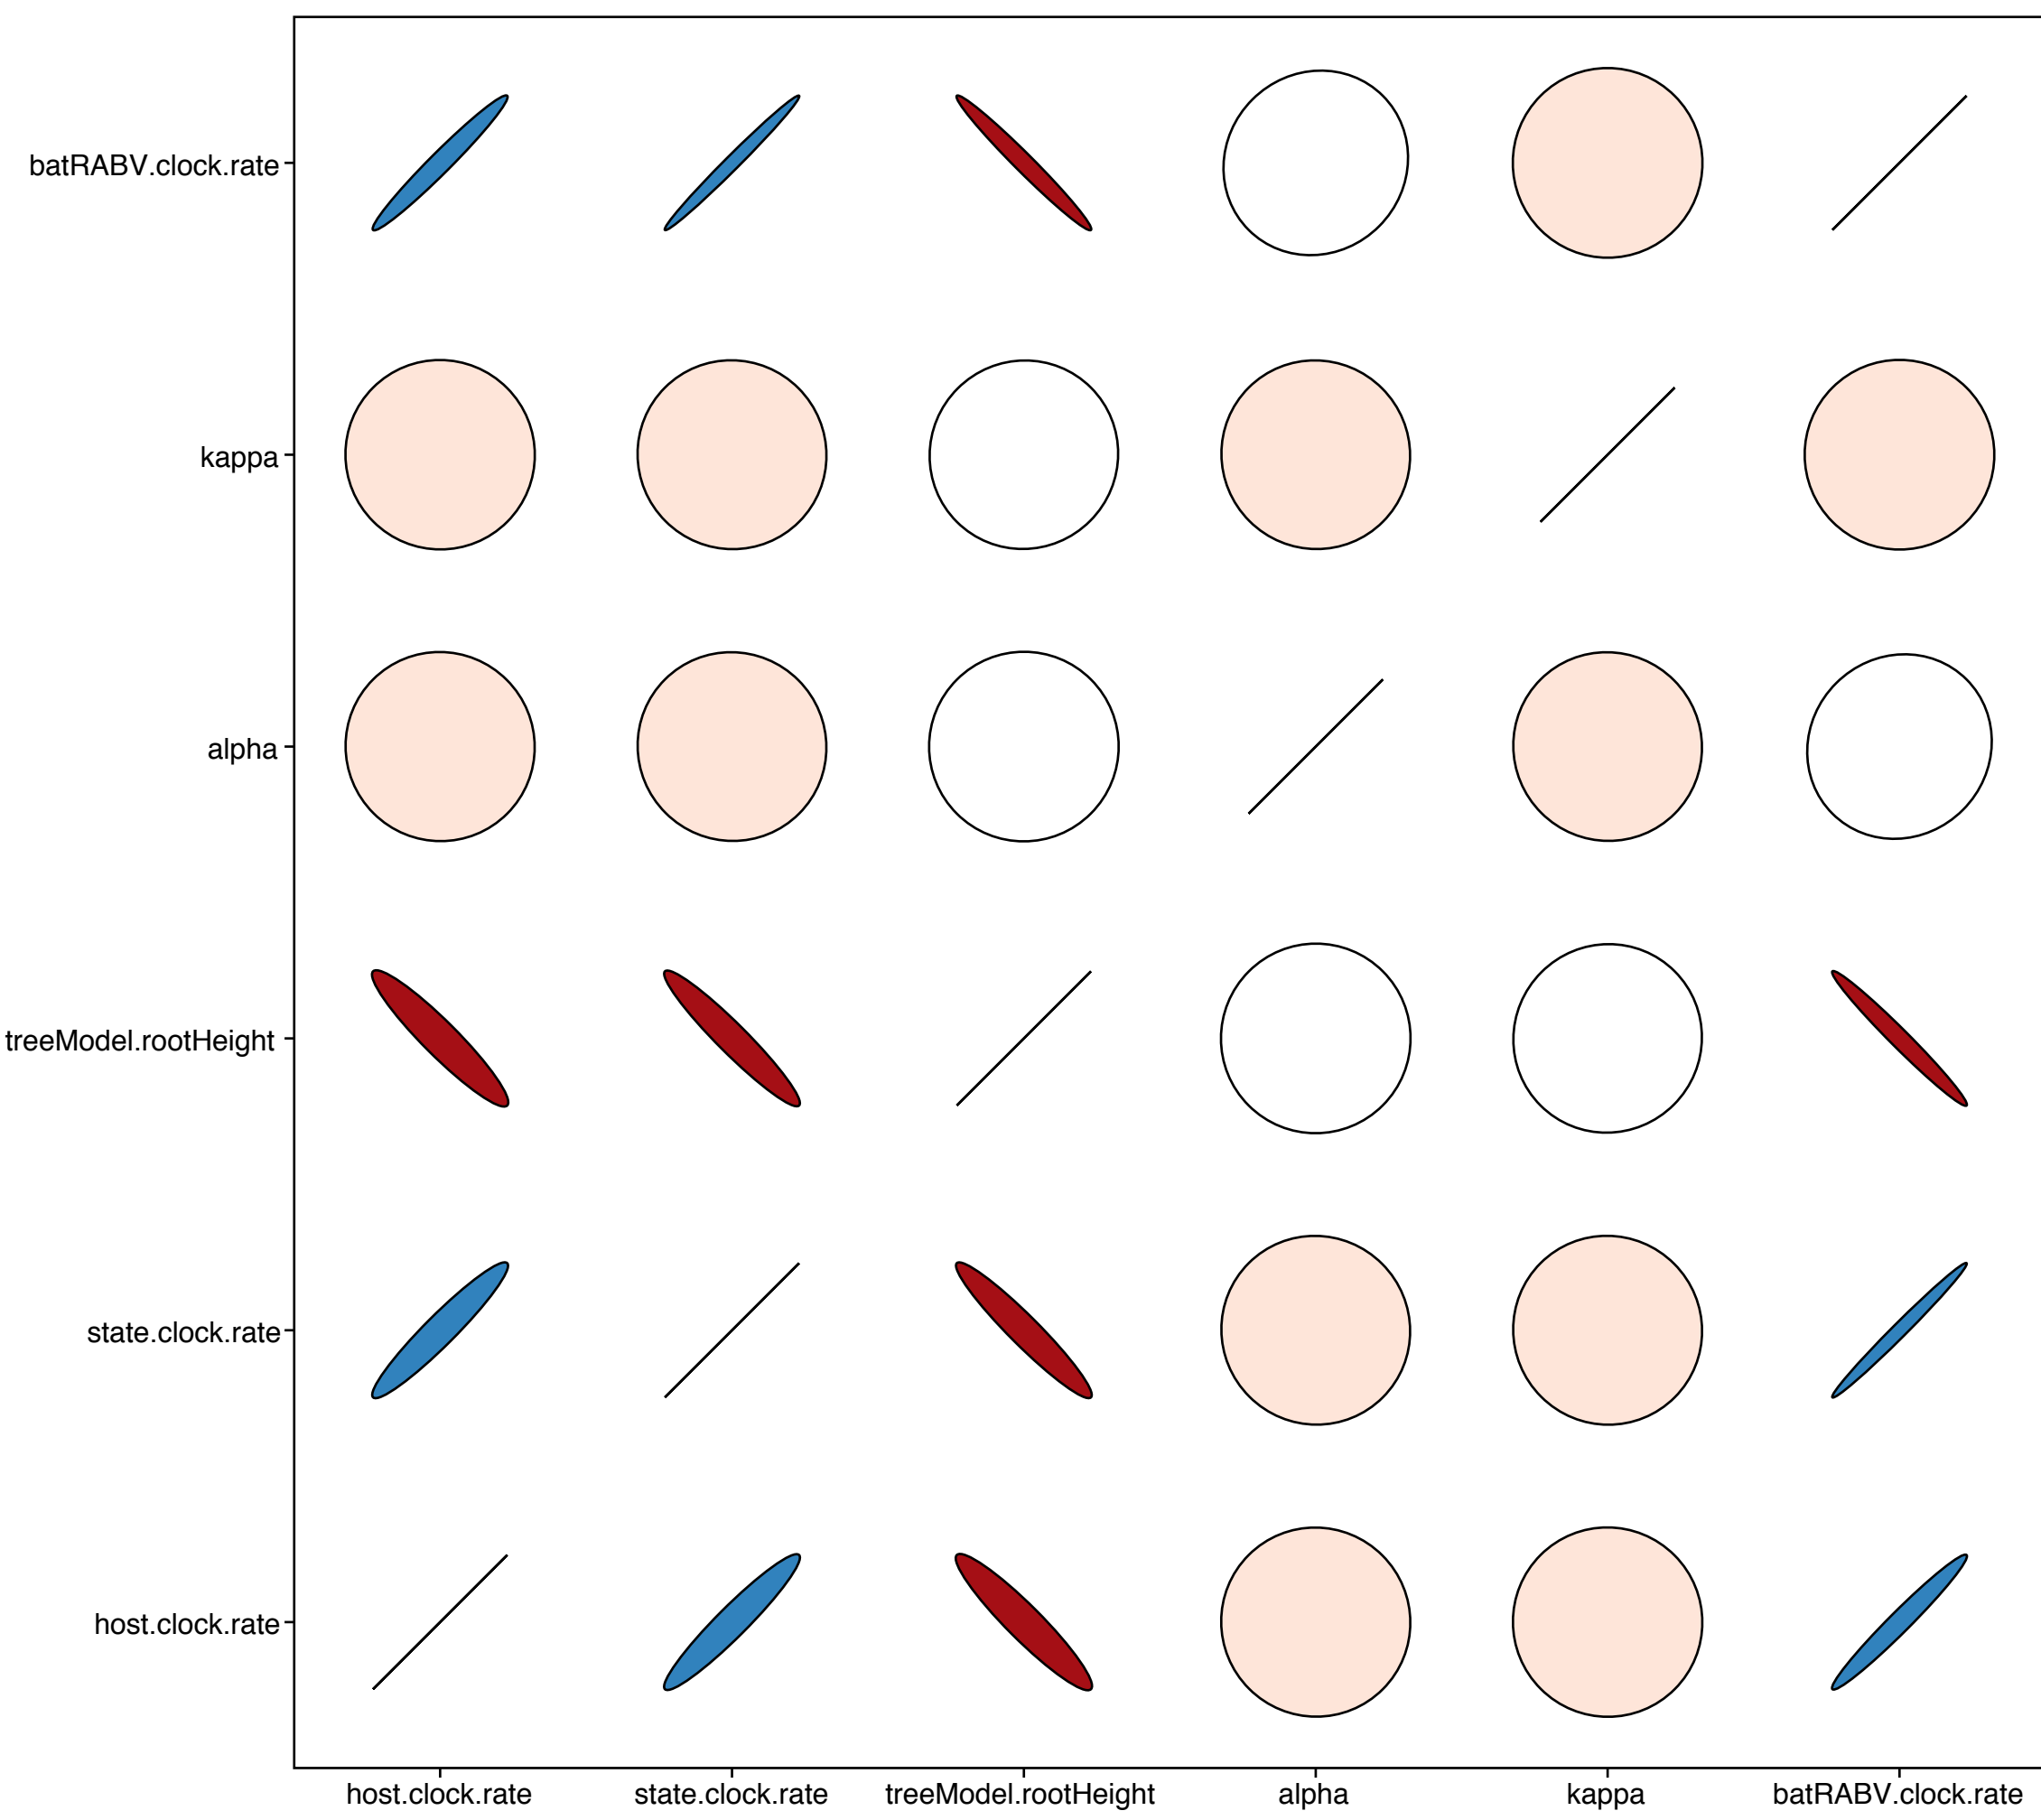 batRABV.clock.rate
kappa
alpha
treeModel.rootHeight
state.clock.rate
host.clock.rate
host.clock.rate state.clock.rate treeModel.rootHeight alpha kappa batRABV.clock.rate